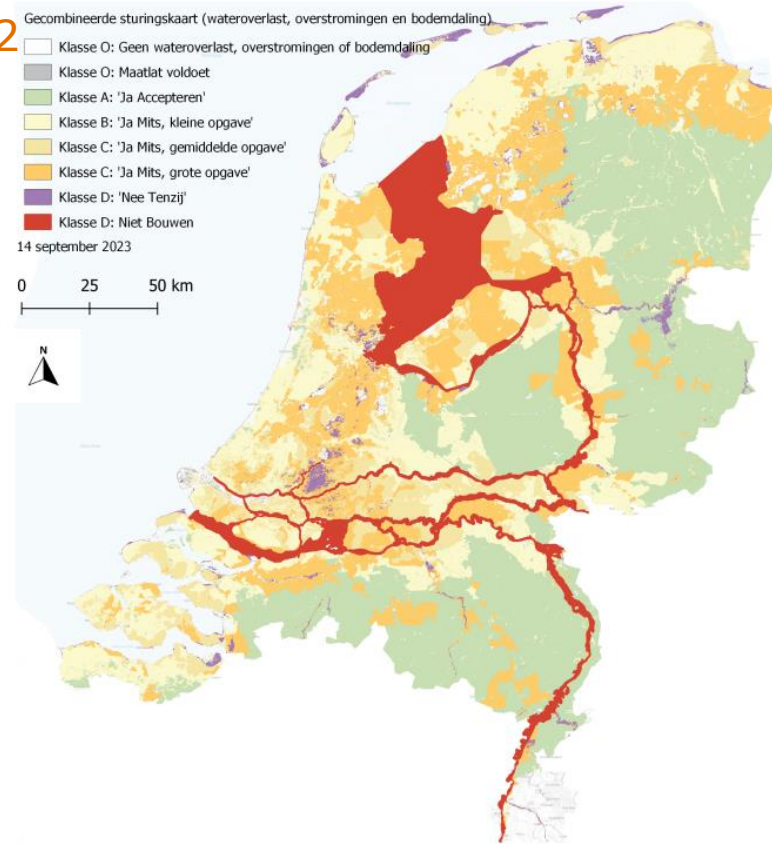 2
Gecombineerde sturingskaart (wateroverlast, overstromingen en bodemdaling)
Klasse O: Geen wateroverlast, overstromingen of bodemdaling
Klasse O: Maatlat voldoet
Klasse A: 'Ja Accepteren'
Klasse B: 'Ja Mits, kleine opgave'
Klasse C: 'Ja Mits, gemiddelde opgave'
Klasse C: 'Ja Mits, grote opgave'
Klasse D: 'Nee Tenzij'
Klasse D: Niet Bouwen
14 september 2023
0 25 50 km
N